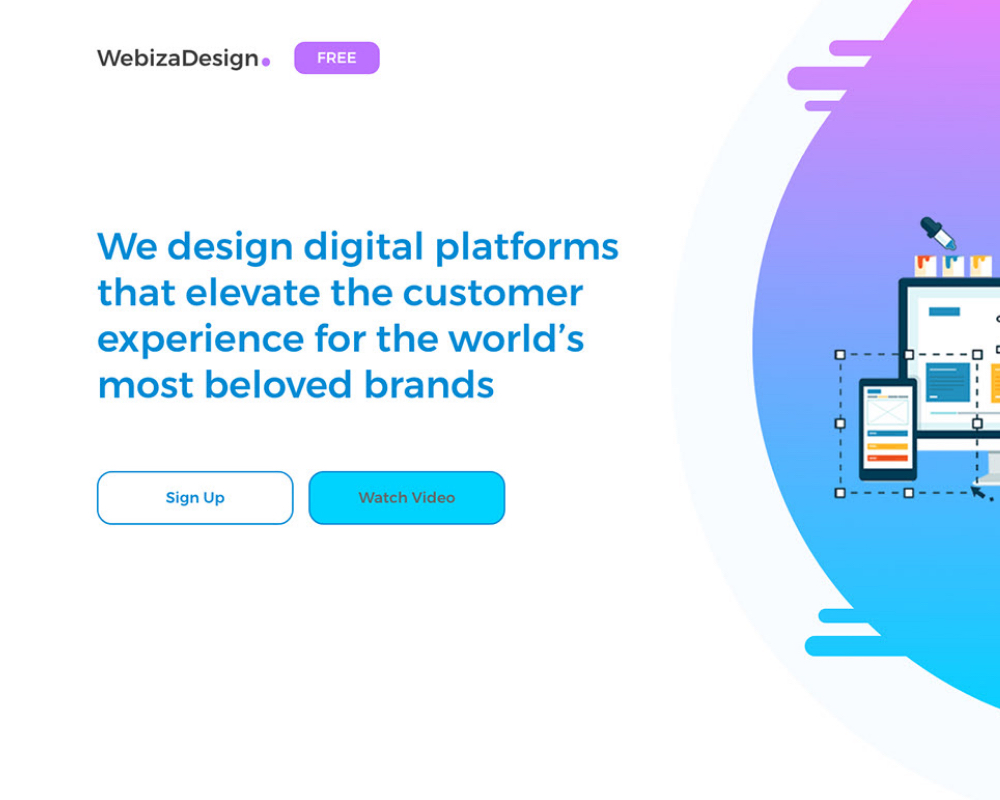 WebizaDesign.
FREE
We design digital platforms
that elevate the customer
experience for the world’s
most beloved brands
Sign Up
Watch Video